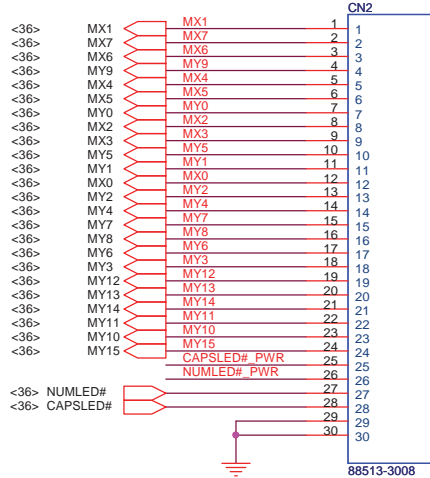 CN2
<36> MX1 MX1 1 1
<36> MX7 MX7 2 2
<36> MX6 MX6 3 3
<36> MY9 MY9 4 4
<36> MX4 MX4 5 5
<36> MX5 MX5 6 6
<36> MY0 MY0 7 7
<36> MX2 MX2 8 8
<36> MX3 MX3 9 9
<36> MY5 MY5 10 10
<36> MY1 MY1 11 11
<36> MX0 MX0 12 12
<36> MY2 MY2 13 13
<36> MY4 MY4 14 14
<36> MY7 MY7 15 15
<36> MY8 MY8 16 16
<36> MY6 MY6 17 17
<36> MY3 MY3 18 18
<36> MY12 MY12 19 19
<36> MY13 MY13 20 20
<36> MY14 MY14 21 21
<36> MY11 MY11 22 22
<36> MY10 MY10 23 23
<36> MY15 MY15 24 24
CAPSLED#_PWR 25 25
NUMLED#_PWR 26 26
<36> NUMLED# 27 27
<36> CAPSLED# 28 28
29 29
30 30
88513-3008